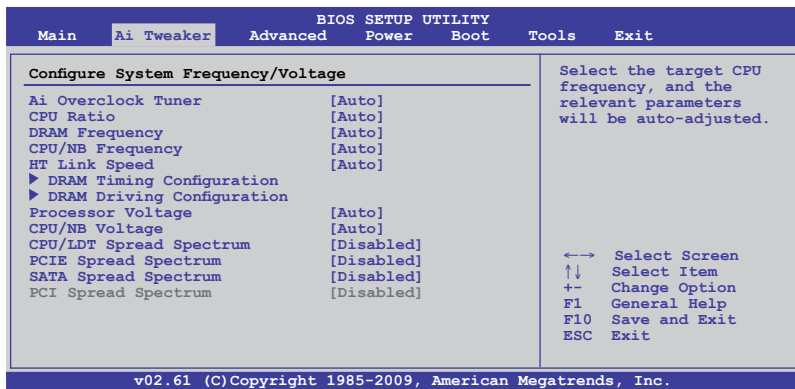 BIOS SETUP UTILITY
Main Ai Tweaker Advanced Power Boot Tools Exit
Configure System Frequency/Voltage
Ai Overclock Tuner [Auto]
CPU Ratio [Auto]
DRAM Frequency [Auto]
CPU/NB Frequency [Auto]
HT Link Speed [Auto]
▶ DRAM Timing Configuration
▶ DRAM Driving Configuration
Processor Voltage [Auto]
CPU/NB Voltage [Auto]
CPU/LDT Spread Spectrum [Disabled]
PCIE Spread Spectrum [Disabled]
SATA Spread Spectrum [Disabled]
PCI Spread Spectrum [Disabled]
Select the target CPU
frequency, and the
relevant parameters
will be auto-adjusted.
←→ Select Screen
↑↓ Select Item
+- Change Option
F1 General Help
F10 Save and Exit
ESC Exit
v02.61 (C)Copyright 1985-2009, American Megatrends, Inc.